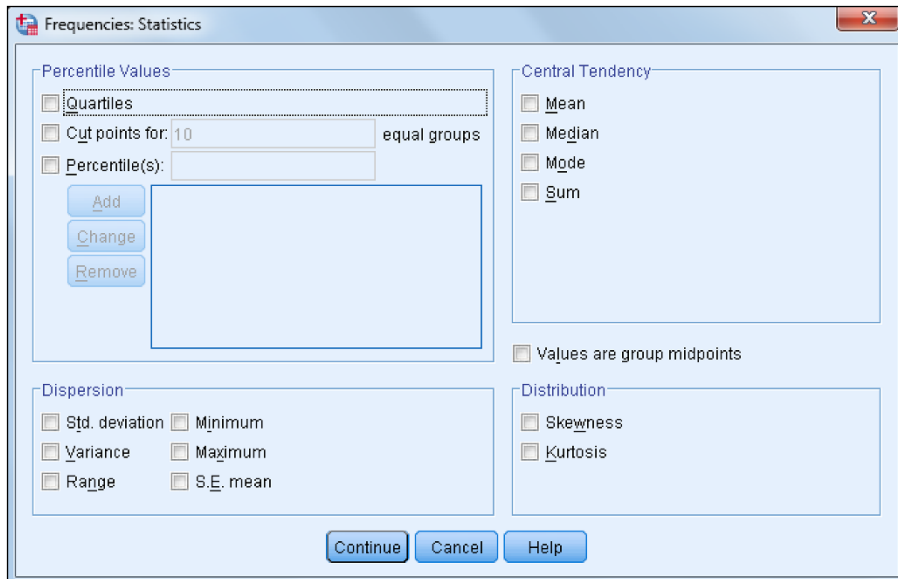 Frequencies: Statistics
X
Percentile Values
Quartiles
Cut points for: 10 equal groups
Percentile(s):
Add
Change
Remove
Central Tendency
Mean
Median
Mode
Sum
Values are group midpoints
Dispersion
Std. deviation Minimum
Variance Maximum
Range S.E. mean
Distribution
Skewness
Kurtosis
Continue Cancel Help